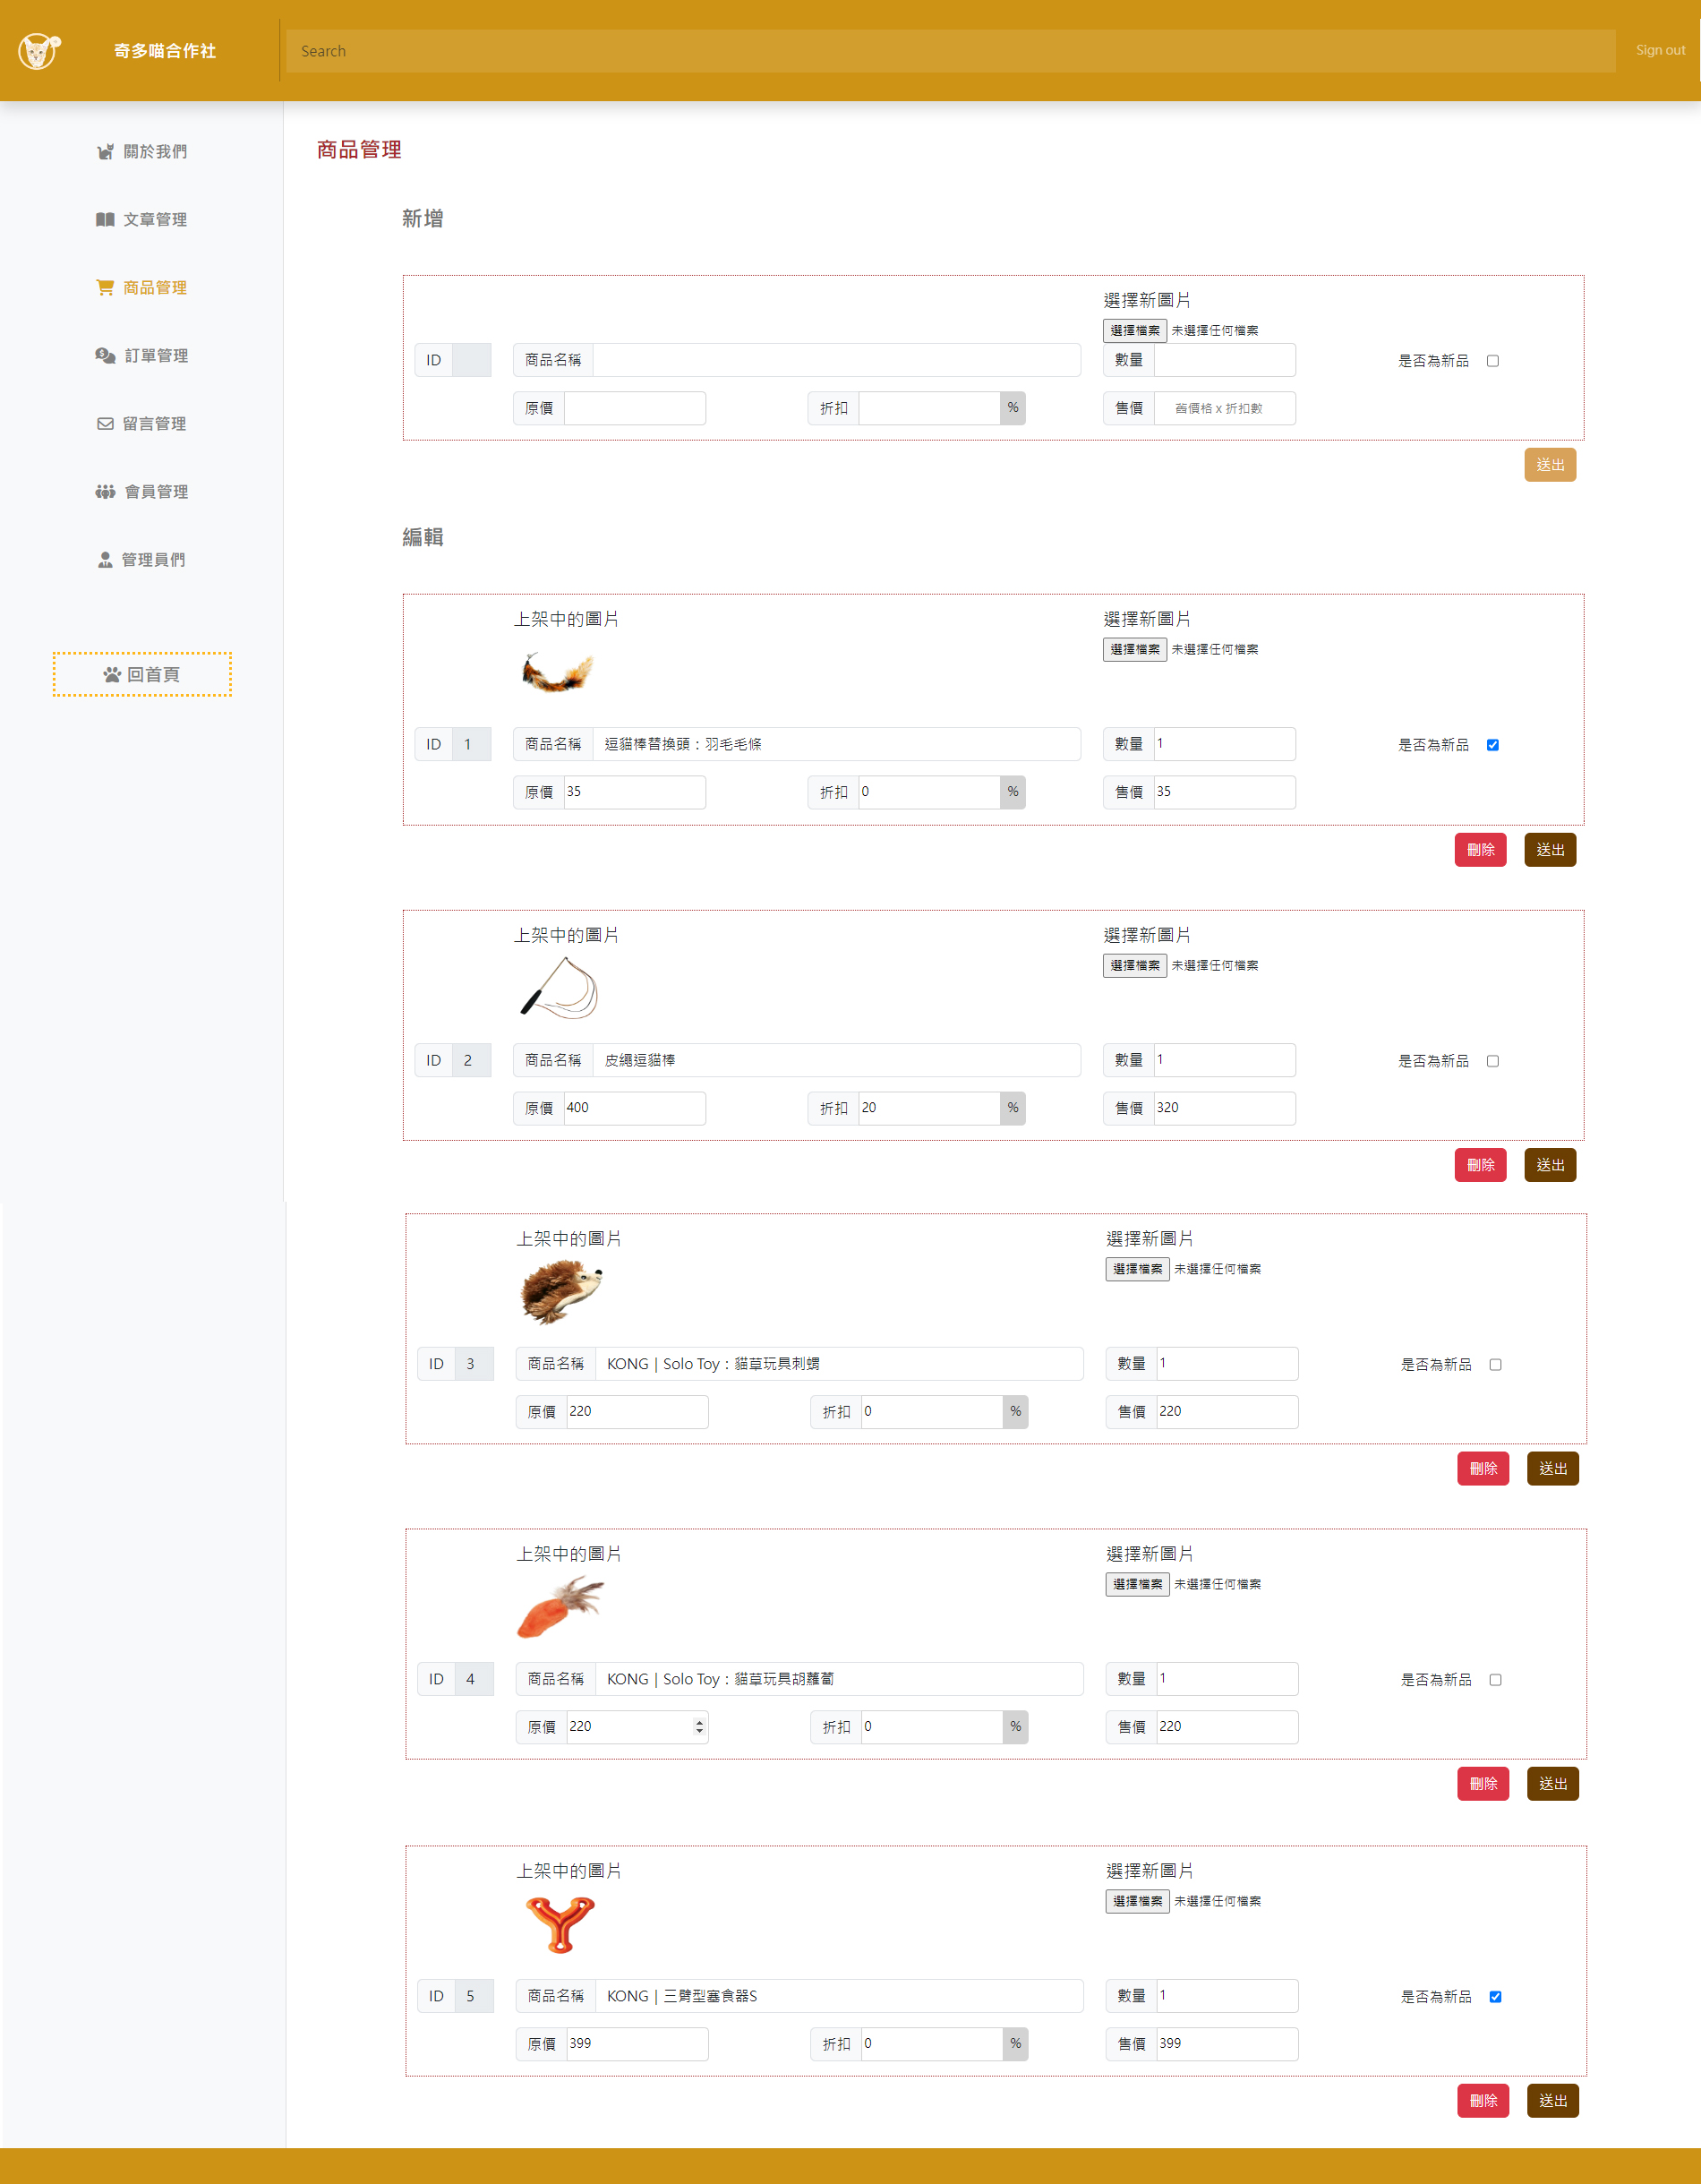 奇多喵合作社
Search
Sign out
關於我們
文章管理
商品管理
訂單管理
留言管理
會員管理
管理員們
回首頁
商品管理
新增
選擇新圖片
選擇檔案 未選擇任何檔案
ID 商品名稱 數量 是否為新品
原價 折扣 % 售價 舊價格 x 折扣數
送出
編輯
上架中的圖片 選擇新圖片
選擇檔案 未選擇任何檔案
ID 1 商品名稱 逗貓棒替換頭：羽毛毛條 數量 1 是否為新品
原價 35 折扣 0 % 售價 35
刪除 送出
上架中的圖片 選擇新圖片
選擇檔案 未選擇任何檔案
ID 2 商品名稱 皮繩逗貓棒 數量 1 是否為新品
原價 400 折扣 20 % 售價 320
刪除 送出
上架中的圖片 選擇新圖片
選擇檔案 未選擇任何檔案
ID 3 商品名稱 KONG | Solo Toy：貓草玩具刺蝟 數量 1 是否為新品
原價 220 折扣 0 % 售價 220
刪除 送出
上架中的圖片 選擇新圖片
選擇檔案 未選擇任何檔案
ID 4 商品名稱 KONG | Solo Toy：貓草玩具胡蘿蔔 數量 1 是否為新品
原價 220 折扣 0 % 售價 220
刪除 送出
上架中的圖片 選擇新圖片
選擇檔案 未選擇任何檔案
ID 5 商品名稱 KONG | 三臂型塞食器S 數量 1 是否為新品
原價 399 折扣 0 % 售價 399
刪除 送出